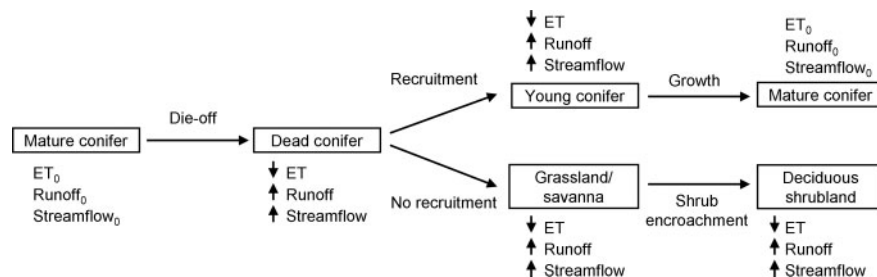 Mature conifer
ET₀
Runoff₀
Streamflow₀
Die-off
Dead conifer
↓ ET
↑ Runoff
↑ Streamflow
Recruitment
↓ ET
↑ Runoff
↑ Streamflow
Young conifer
Growth
ET₀
Runoff₀
Streamflow₀
Mature conifer
No recruitment
Grassland/
savanna
↓ ET
↑ Runoff
↑ Streamflow
Shrub
encroachment
Deciduous
shrubland
↓ ET
↑ Runoff
↑ Streamflow